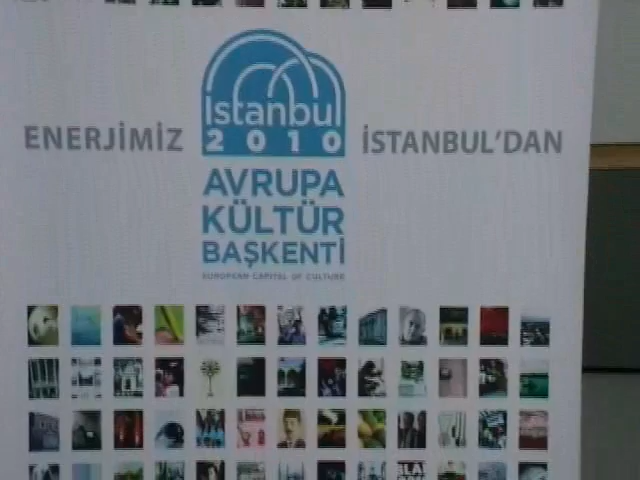 İstanbul
2010
ENERJİMİZ İSTANBUL'DAN
AVRUPA
KÜLTÜR
BAŞKENTİ
EUROPEAN CAPITAL OF CULTURE